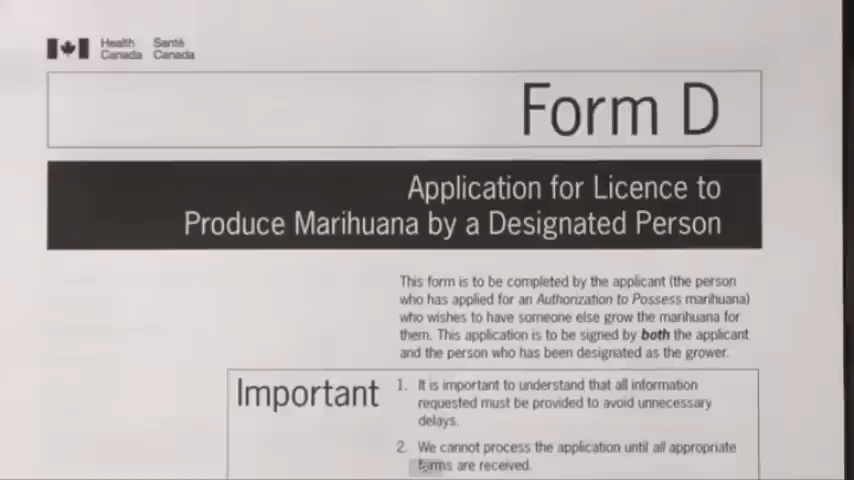 Health Santé
Canada Canada
Form D
Application for Licence to
Produce Marihuana by a Designated Person
This form is to be completed by the applicant (the person
who has applied for an Authorization to Possess marihuana)
who wishes to have someone else grow the marihuana for
them. This application is to be signed by both the applicant
and the person who has been designated as the grower.
Important
1. It is important to understand that all information
requested must be provided to avoid unnecessary
delays.
2. We cannot process the application until all appropriate
forms are received.